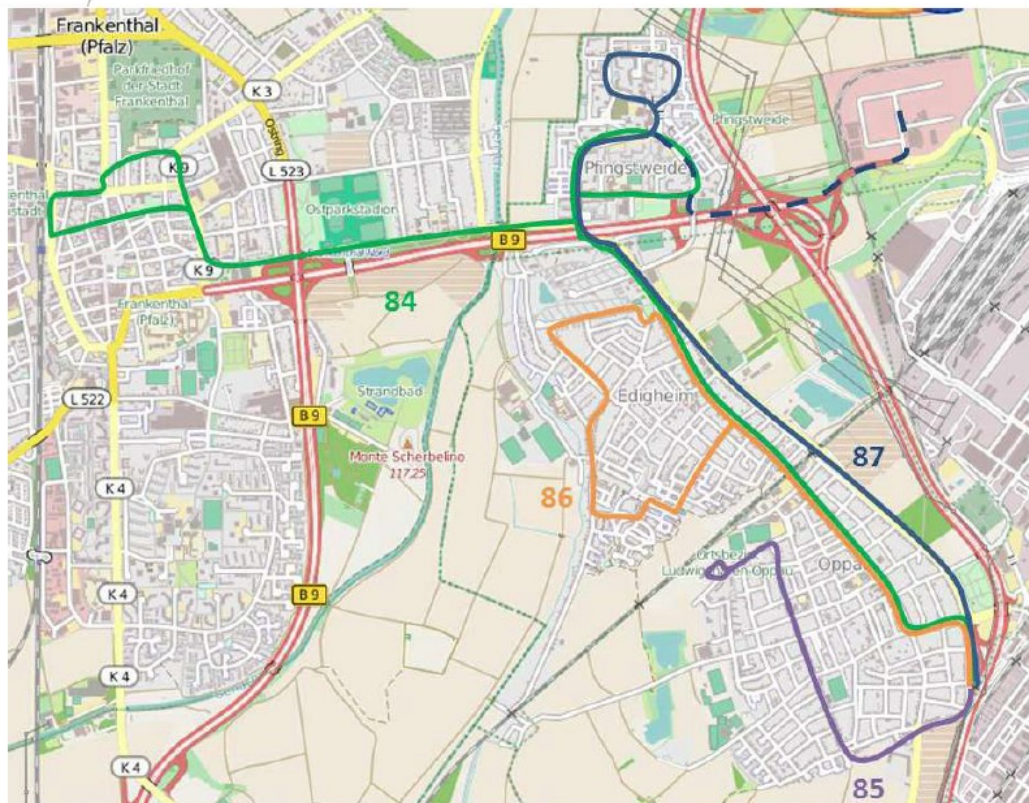 Frankenthal
(Pfalz)
Parkfriedhof
der Stadt
Frankenthal
K 3
Ostring
K 9
L 523
Pfingstweide
Pfingstweide
Ostparkstadion
B 9
K 9
84
Frankenthal
(Pfalz)
Strandbad
Edigheim
L 522
B 9
Monte Scherbelino
117.25
87
86
K 4
Oppau
B 9
K 4
K 4
K 4
85